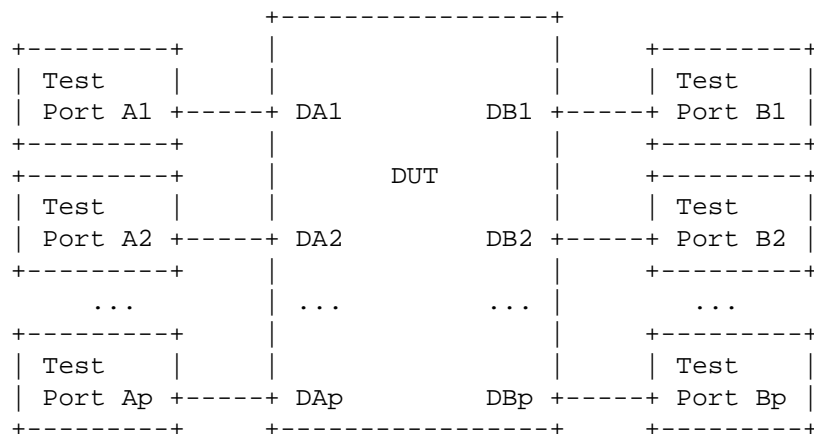 Test Test
Port A1 DA1 DB1 Port B1
DUT
Test Test
Port A2 DA2 DB2 Port B2
... ... ... ...
Test Test
Port Ap DAp DBp Port Bp